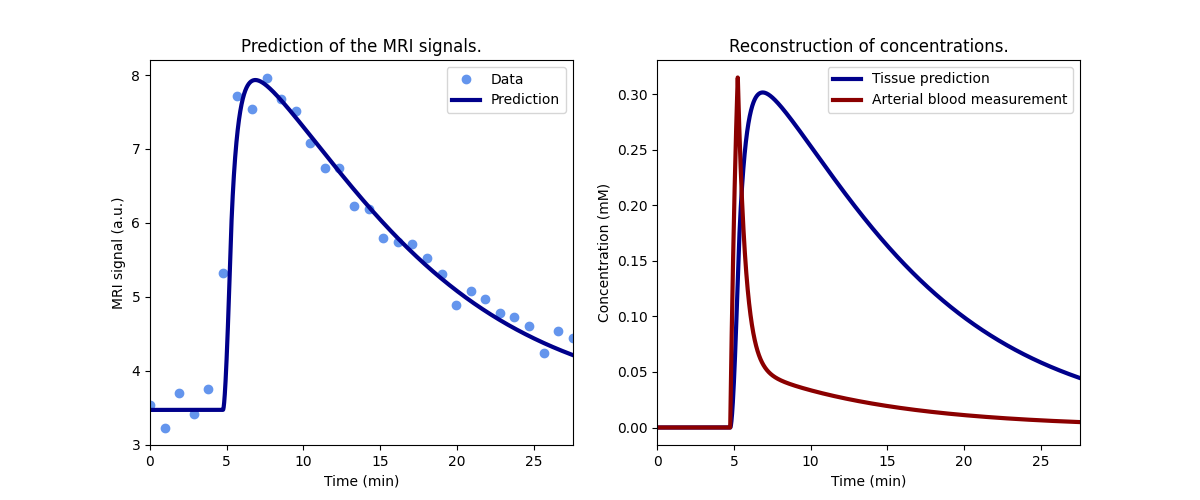 Prediction of the MRI signals.
Data
Prediction
8
7
6
5
4
3
MRI signal (a.u.)
0 5 10 15 20 25
Time (min)
Reconstruction of concentrations.
Tissue prediction
Arterial blood measurement
0.30
0.25
0.20
0.15
0.10
0.05
0.00
Concentration (mM)
0 5 10 15 20 25
Time (min)